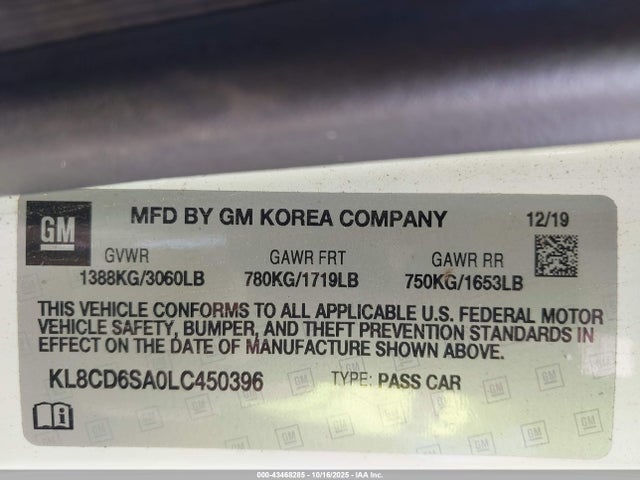 GM MFD BY GM KOREA COMPANY 12/19
GVWR GAWR FRT GAWR RR
1388KG/3060LB 780KG/1719LB 750KG/1653LB
THIS VEHICLE CONFORMS TO ALL APPLICABLE U.S. FEDERAL MOTOR
VEHICLE SAFETY, BUMPER, AND THEFT PREVENTION STANDARDS IN
EFFECT ON THE DATE OF MANUFACTURE SHOWN ABOVE.
KL8CD6SA0LC450396 TYPE: PASS CAR
000-43468285 - 10/16/2025 - IAA Inc.